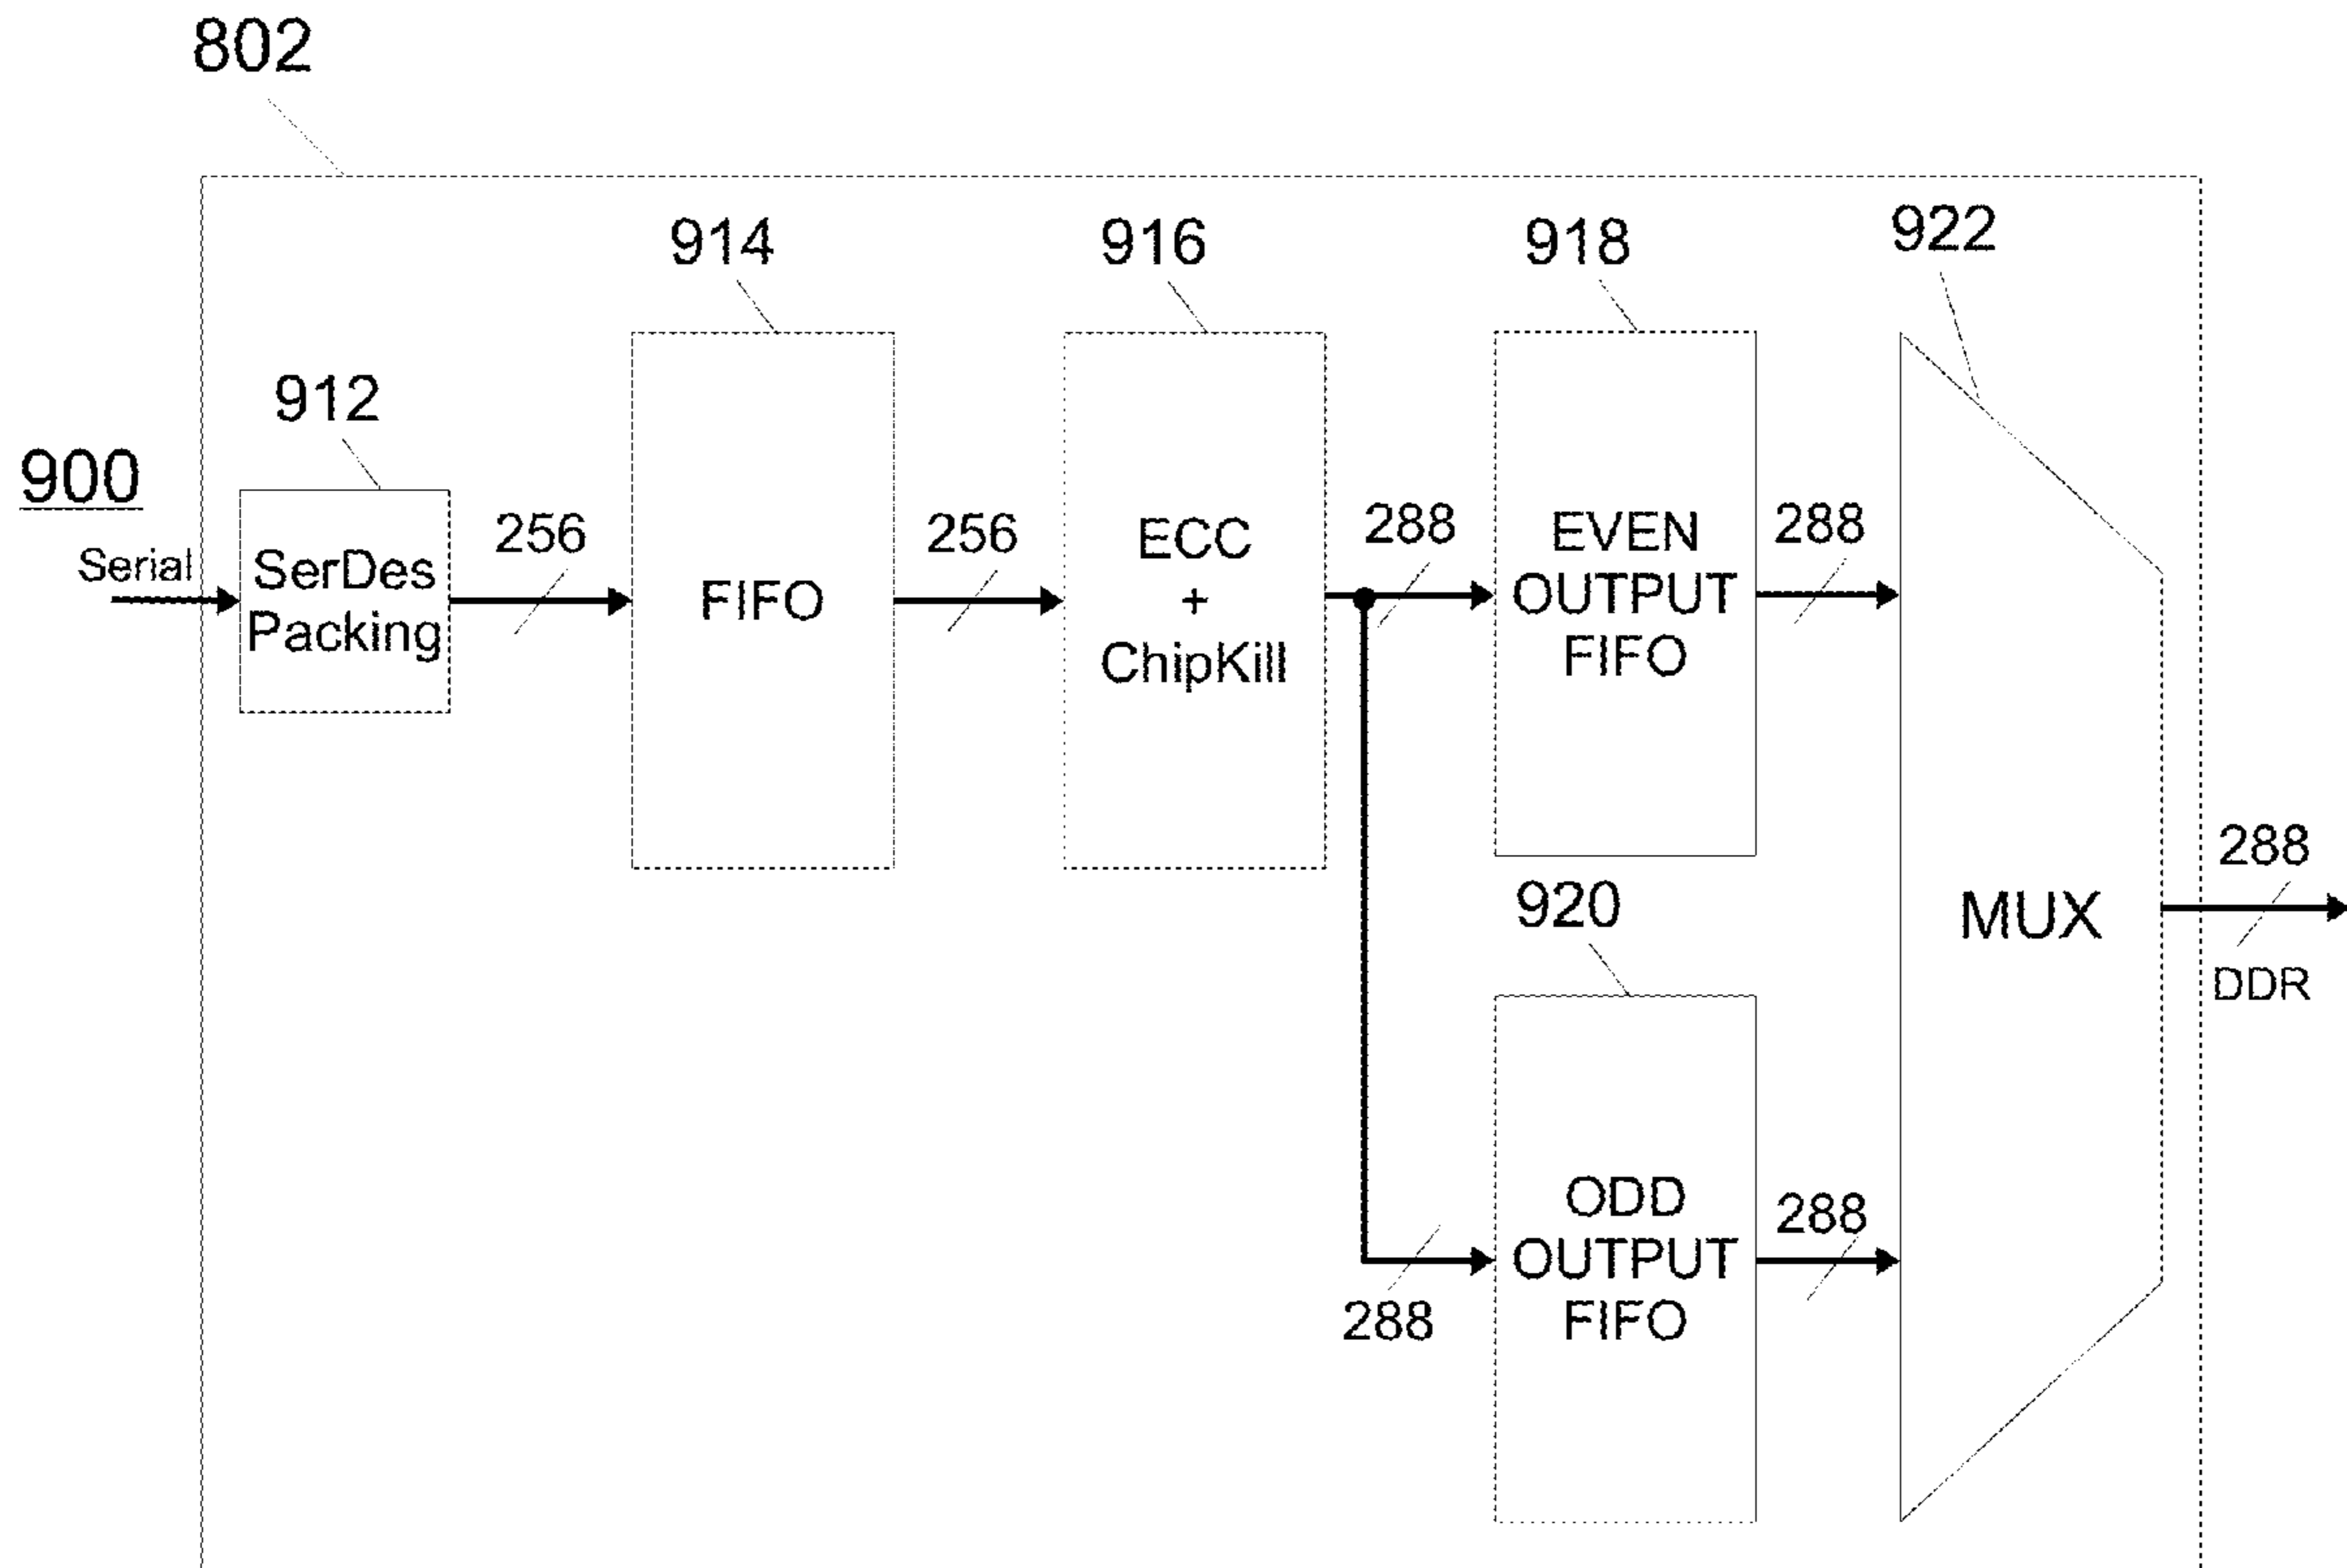 802
914
916
918
922
912
900
Serial
SerDes
Packing
256
FIFO
256
ECC
+
ChipKill
288
EVEN
OUTPUT
FIFO
288
920
MUX
288
DDR
288
ODD
OUTPUT
FIFO
288